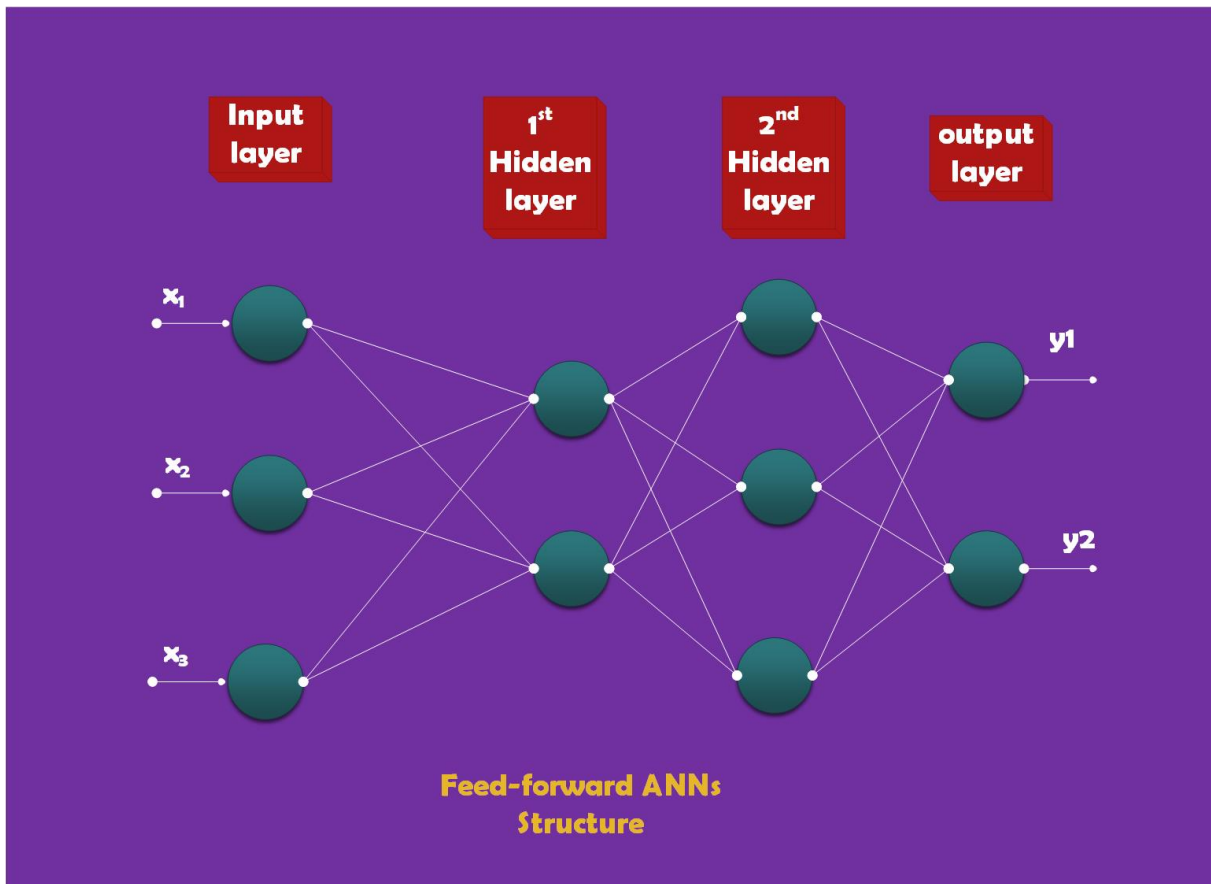 Input
layer
1st
Hidden
layer
2nd
Hidden
layer
output
layer
x1
x2
x3
y1
y2
Feed-forward ANNs
Structure